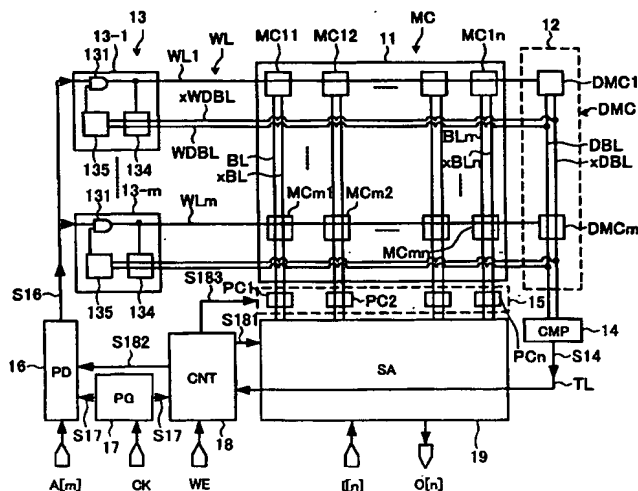 13
13-1
131
WL1
WL
MC11
MC12
11
MC
MC1n
12
DMC1
DMC
xWDBL
WDBL
BL
xBL
BLn
xBLn
DBL
xDBL
135
134
13-m
131
WLm
MCm1
MCm2
MCmn
DMCm
135
134
S16
S183
PC1
PC2
PCn
15
S181
CMP
14
S14
TL
S182
16
PD
PG
CNT
SA
S17
S17
17
18
19
A[m]
CK
WE
I[n]
O[n]